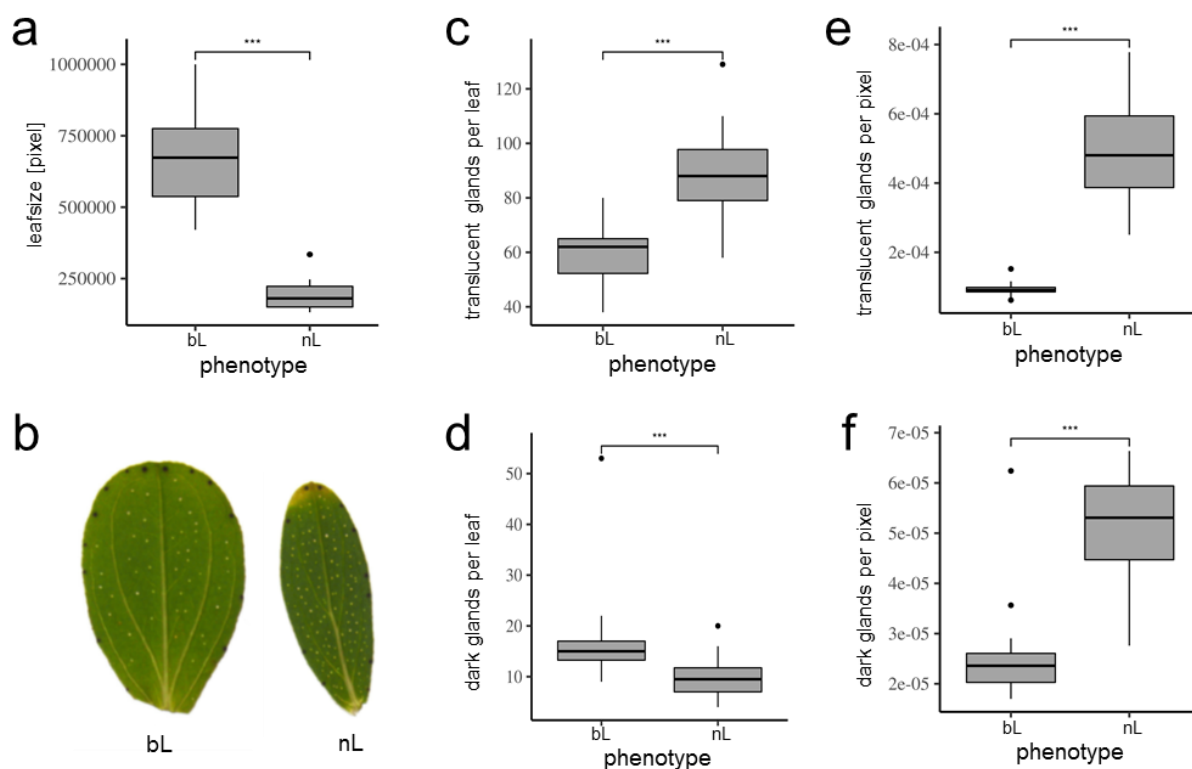 a
***
leafsize [pixel]
1000000
750000
500000
250000
bL
nL
phenotype
b
bL
nL
c
***
translucent glands per leaf
120
100
80
60
40
bL
nL
phenotype
d
***
dark glands per leaf
50
40
30
20
10
bL
nL
phenotype
e
***
translucent glands per pixel
8e-04
6e-04
4e-04
2e-04
bL
nL
phenotype
f
***
dark glands per pixel
7e-05
6e-05
5e-05
4e-05
3e-05
2e-05
bL
nL
phenotype